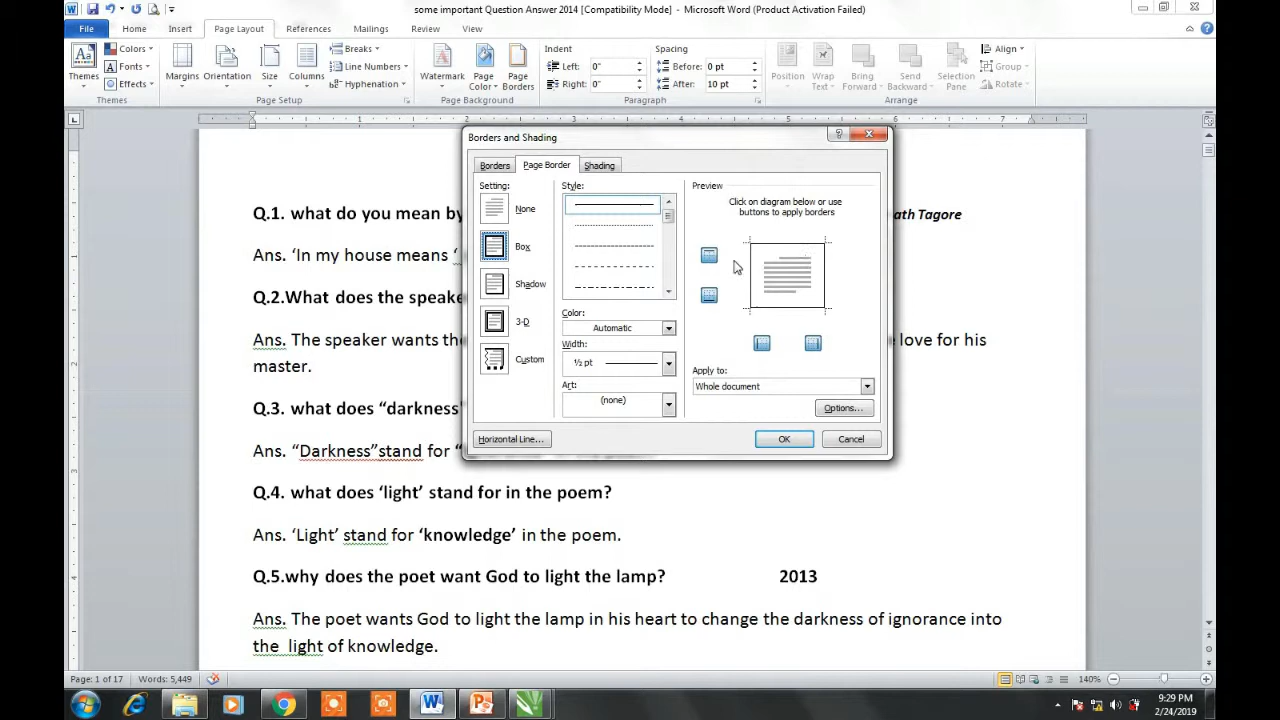 some important Question Answer 2014 [Compatibility Mode] - Microsoft Word (Product Activation Failed)
File Home Insert Page Layout References Mailings Review View
Themes Colors Fonts Effects
Margins Orientation Size Columns
Breaks
Line Numbers
Hyphenation
Watermark Page Color Page Borders
Indent Spacing
Left: 0" Before: 0 pt
Right: 0" After: 10 pt
Position Wrap Text Bring Forward Send Backward Selection Pane
Align
Group
Rotate
Themes Page Setup Page Background Paragraph Arrange
Borders and Shading
Borders Page Border Shading
Setting:
None
Box
Shadow
3-D
Custom
Style:
Color:
Automatic
Width:
½ pt
Art:
(none)
Preview
Click on diagram below or use
buttons to apply borders
Apply to:
Whole document
Options...
Horizontal Line... OK Cancel
Q.1. what do you mean by ath Tagore
Ans. ‘In my house means ‘
Q.2.What does the speake
Ans. The speaker wants the love for his
master.
Q.3. what does “darkness”
Ans. “Darkness”stand for “
Q.4. what does ‘light’ stand for in the poem?
Ans. ‘Light’ stand for ‘knowledge’ in the poem.
Q.5.why does the poet want God to light the lamp? 2013
Ans. The poet wants God to light the lamp in his heart to change the darkness of ignorance into
the light of knowledge.
Page: 1 of 17 Words: 5,449 140%
9:29 PM
2/24/2019